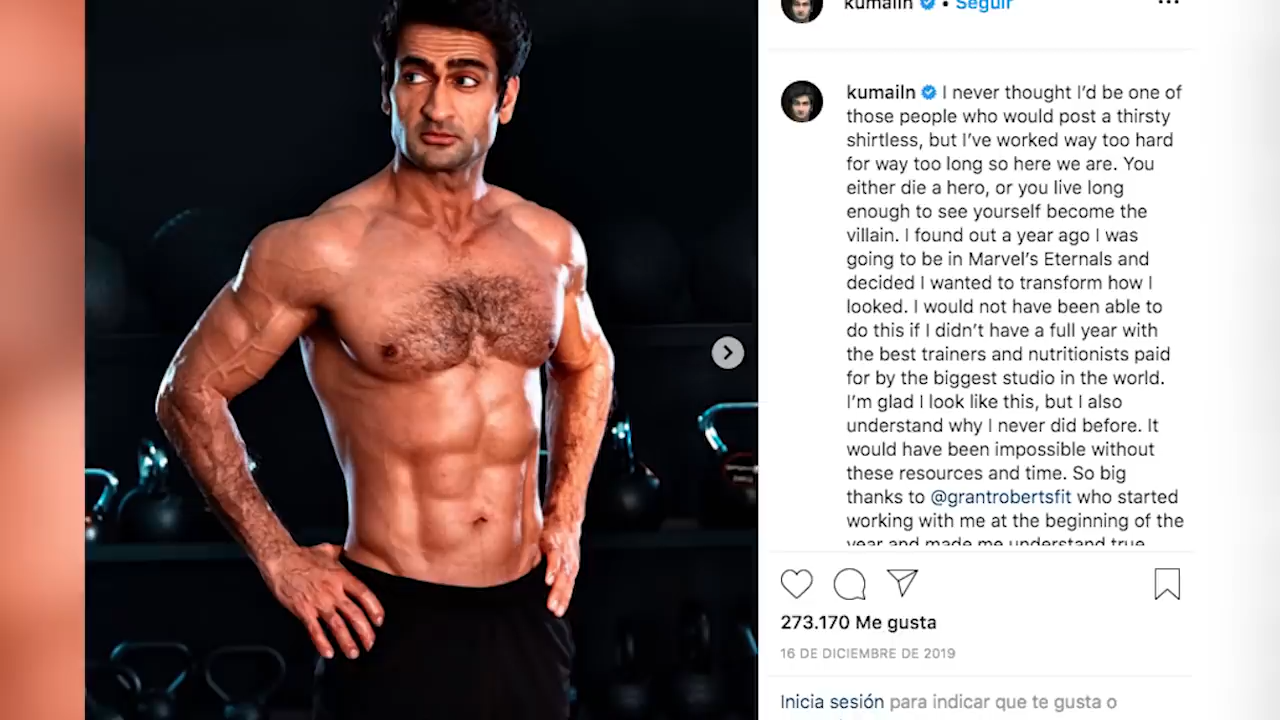 kumailn • Seguir
kumailn I never thought I'd be one of
those people who would post a thirsty
shirtless, but I've worked way too hard
for way too long so here we are. You
either die a hero, or you live long
enough to see yourself become the
villain. I found out a year ago I was
going to be in Marvel's Eternals and
decided I wanted to transform how I
looked. I would not have been able to
do this if I didn't have a full year with
the best trainers and nutritionists paid
for by the biggest studio in the world.
I'm glad I look like this, but I also
understand why I never did before. It
would have been impossible without
these resources and time. So big
thanks to @grantrobertsfit who started
working with me at the beginning of the
year and made me understand true
273.170 Me gusta
16 DE DICIEMBRE DE 2019
Inicia sesión para indicar que te gusta o